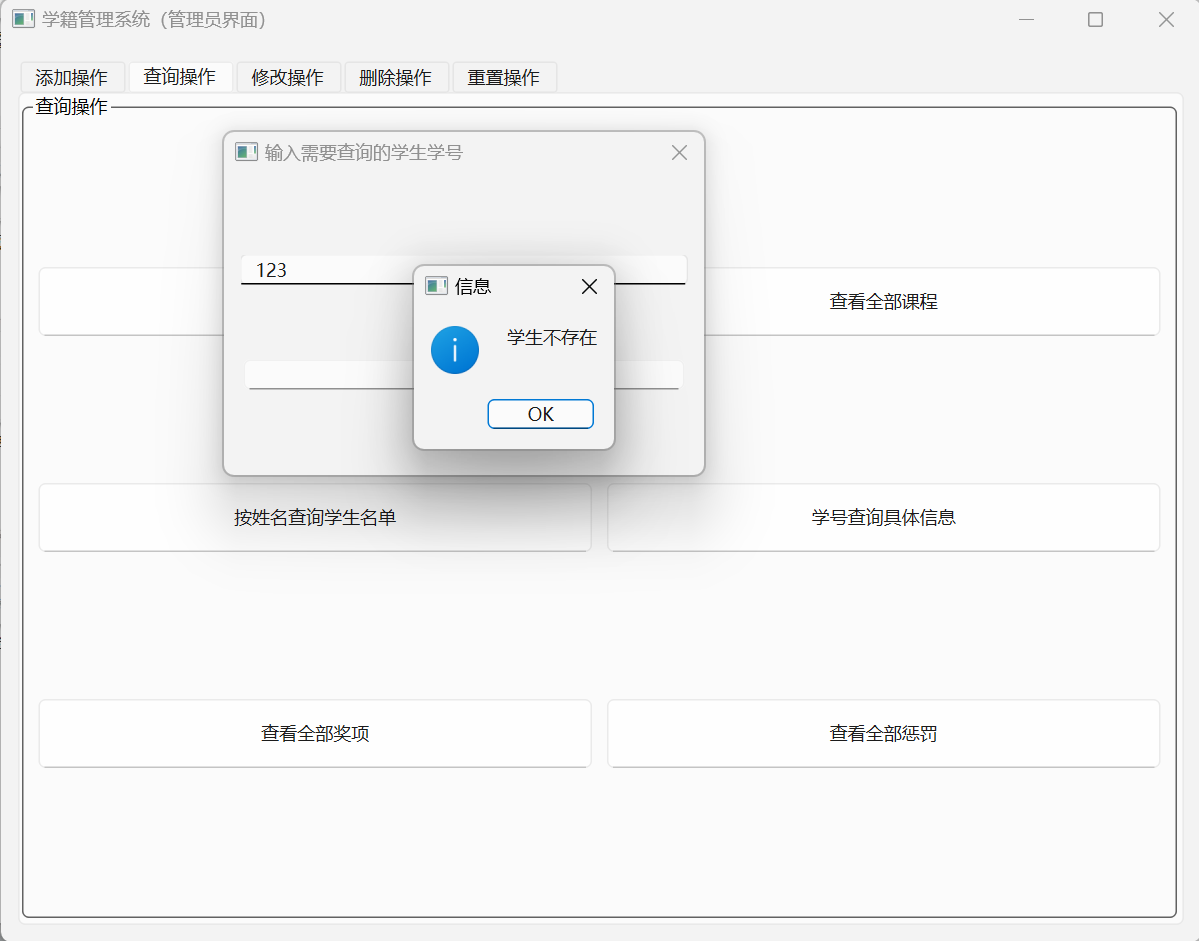 学籍管理系统（管理员界面）
添加操作
查询操作
修改操作
删除操作
重置操作
查询操作
输入需要查询的学生学号
123
信息
学生不存在
OK
查看全部课程
按姓名查询学生名单
学号查询具体信息
查看全部奖项
查看全部惩罚